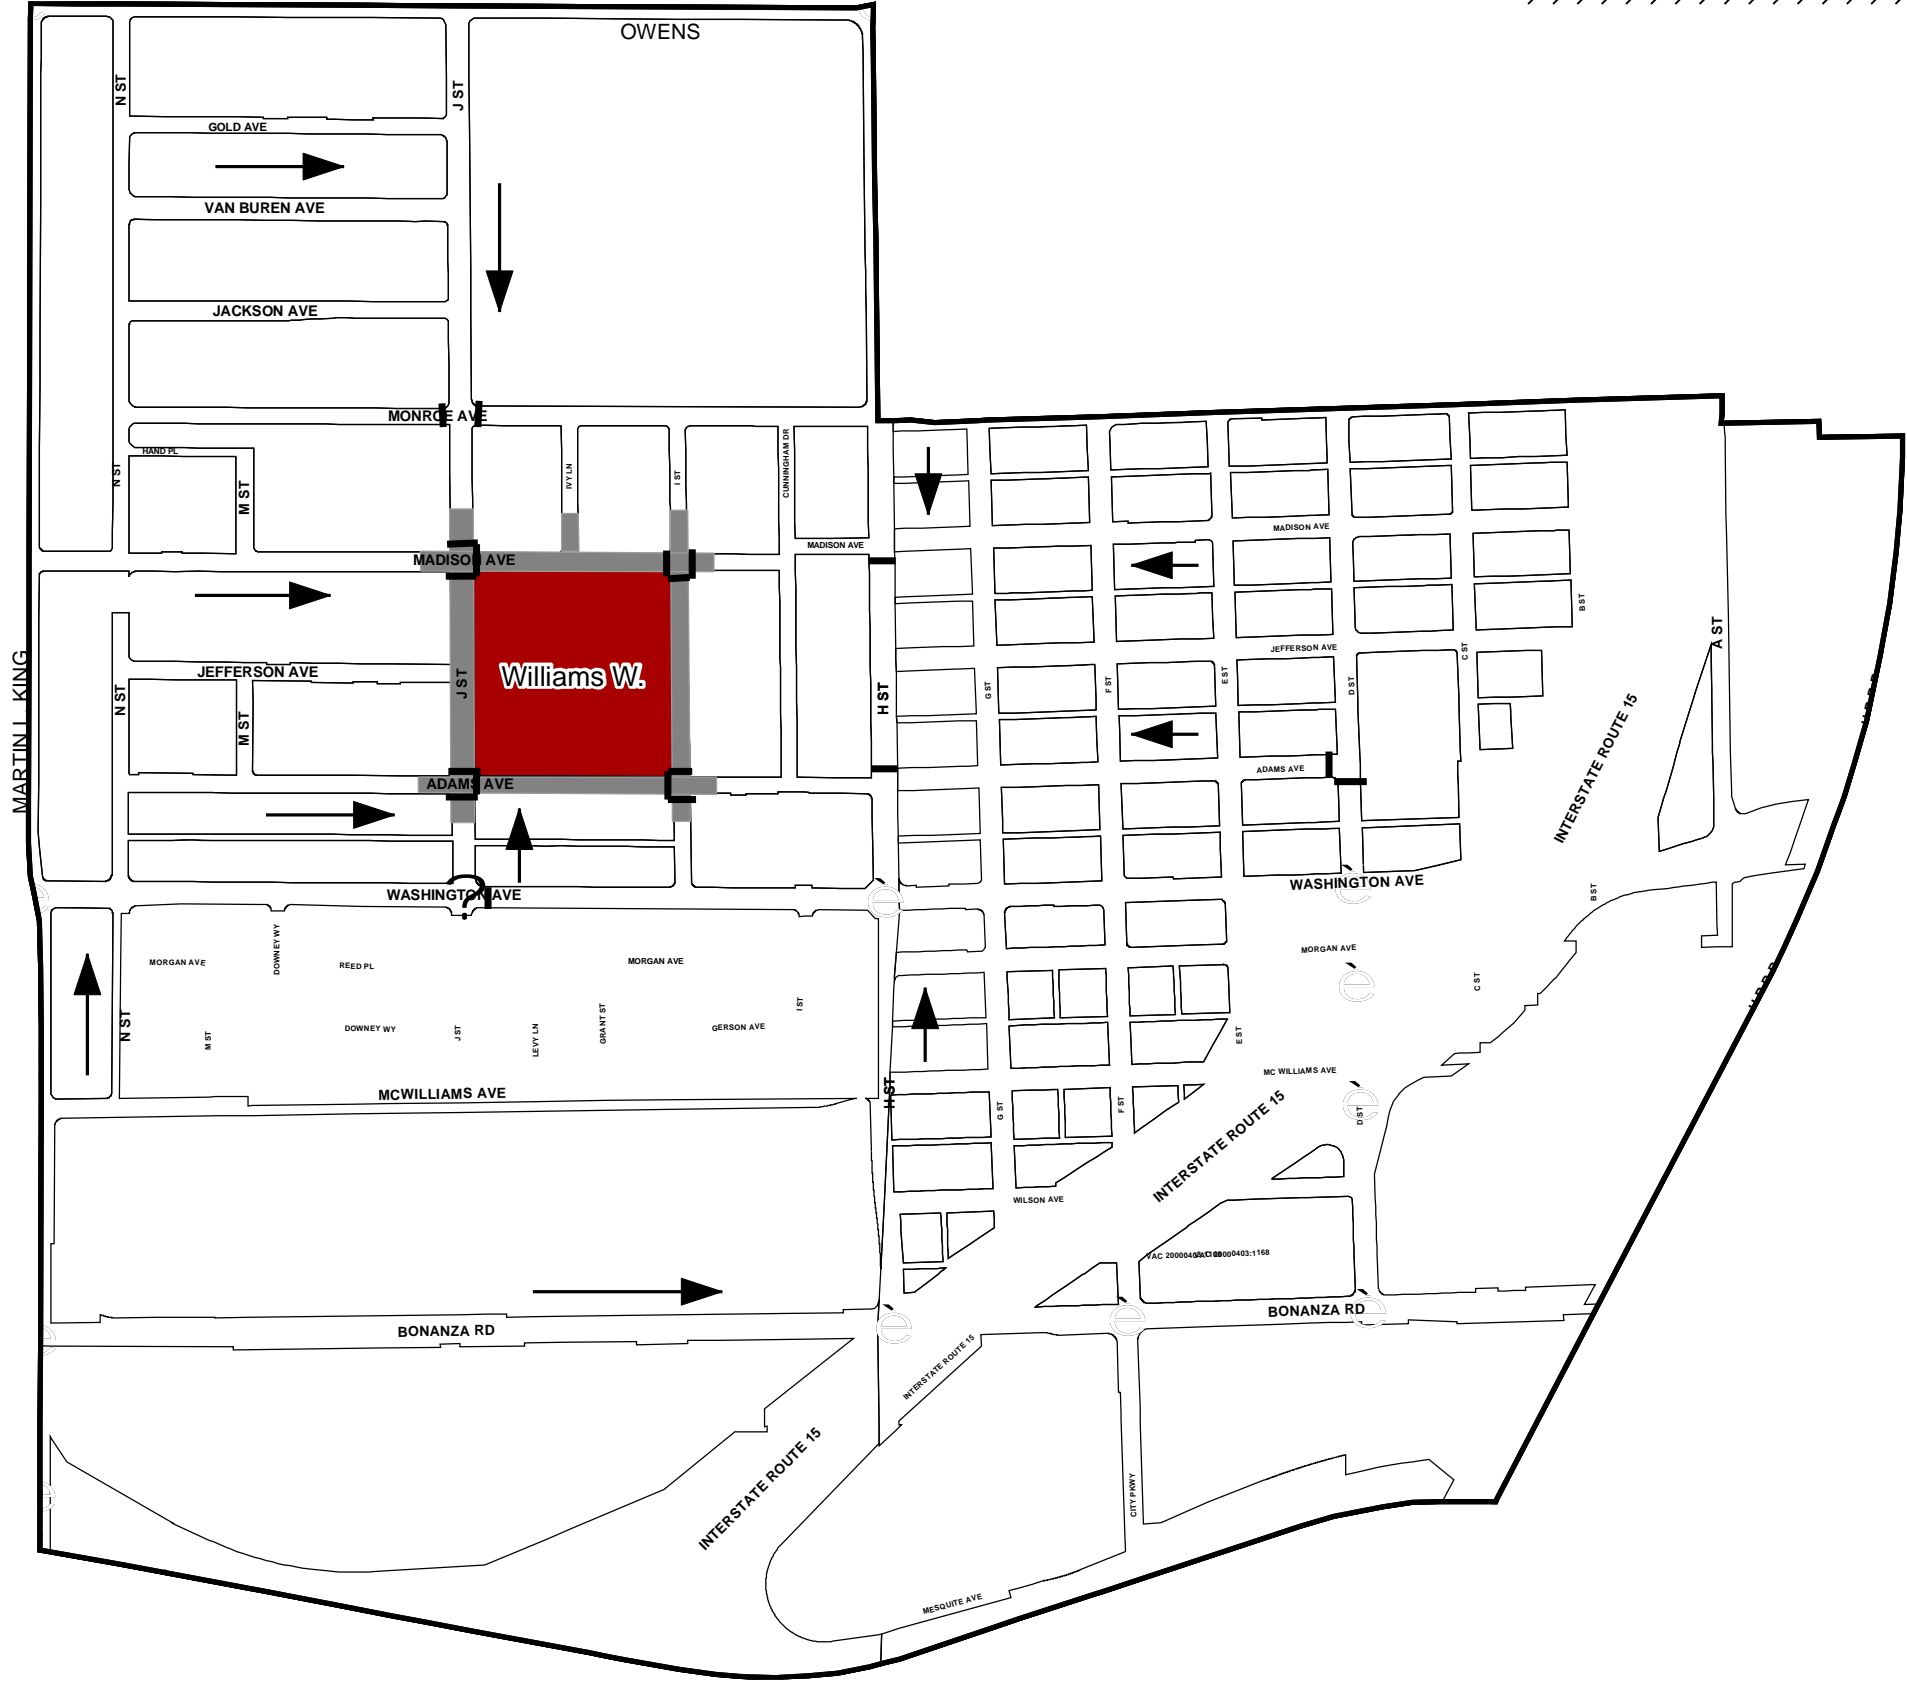 OWENS
N ST
J ST
GOLD AVE
VAN BUREN AVE
JACKSON AVE
MONROE AVE
HAND PL
N ST
M ST
IVY LN
I ST
CUNNINGHAM DR
MADISON AVE
MADISON AVE
MADISON AVE
B ST
A ST
JEFFERSON AVE
C ST
MARTIN L. KING
JEFFERSON AVE
N ST
M ST
J ST
Williams W.
H ST
G ST
F ST
E ST
D ST
INTERSTATE ROUTE 15
ADAMS AVE
ADAMS AVE
WASHINGTON AVE
WASHINGTON AVE
B ST
MORGAN AVE
DOWNEY WY
REED PL
MORGAN AVE
MORGAN AVE
C ST
I ST
N ST
M ST
DOWNEY WY
J ST
LEVY LN
GRANT ST
GERSON AVE
E ST
MC WILLIAMS AVE
MCWILLIAMS AVE
H ST
G ST
F ST
D ST
INTERSTATE ROUTE 15
WILSON AVE
BONANZA RD
BONANZA RD
INTERSTATE ROUTE 15
INTERSTATE ROUTE 15
CITY PKWY
MESQUITE AVE